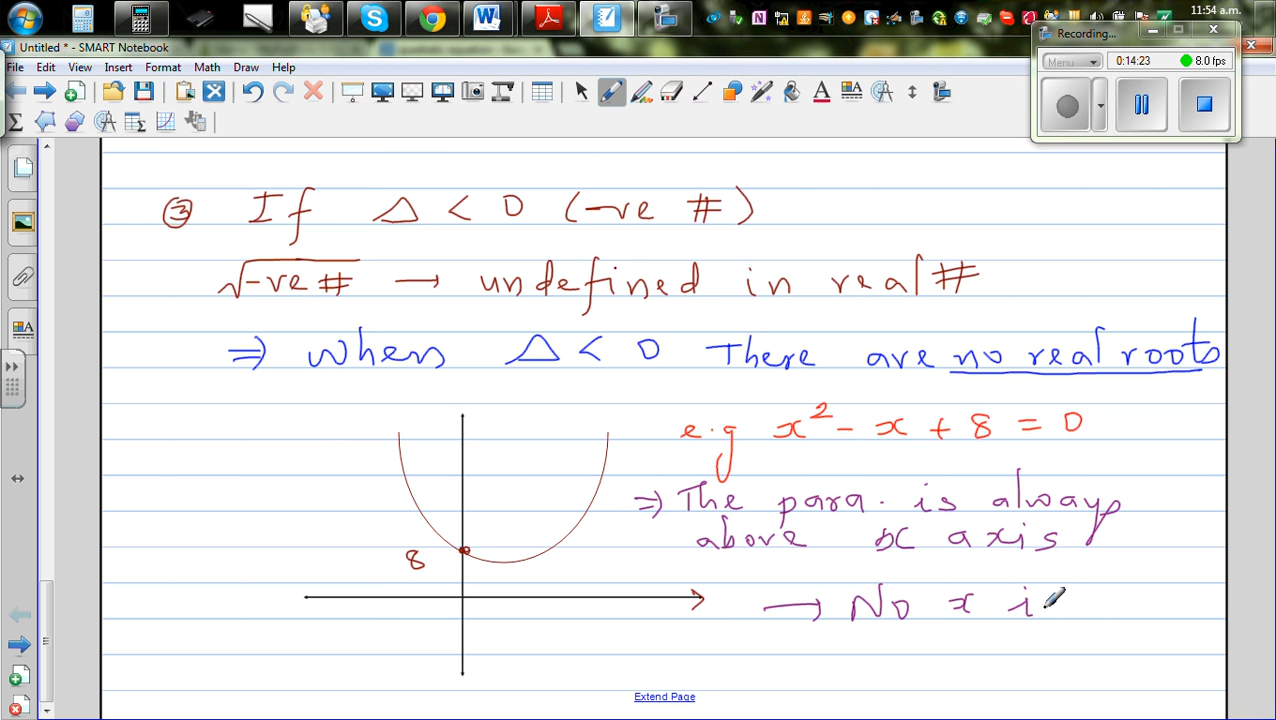 11:54 a.m.
Untitled * - SMART Notebook
Recording...
File Edit View Insert Format Math Draw Help
Menu 0:14:23 8.0 fps
③ If Δ < 0 (-ve #)
√-ve # → undefined in real #
⇒ When Δ < 0 There are no real roots
e.g x² - x + 8 = 0
⇒ The para. is always
above x axis
8
→ No x i
Extend Page